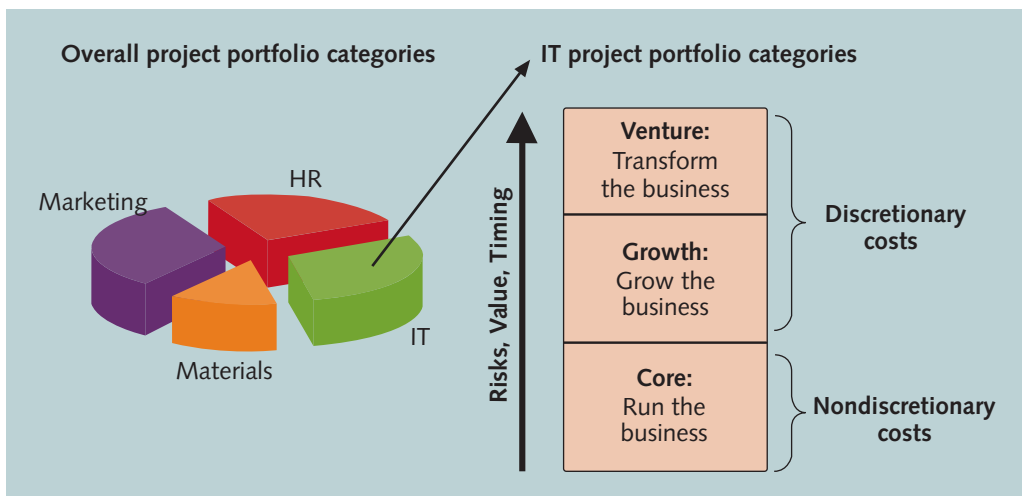 Overall project portfolio categories
IT project portfolio categories
Marketing
HR
Materials
IT
Risks, Value, Timing
Venture:
Transform
the business
Growth:
Grow the
business
Core:
Run the
business
Discretionary
costs
Nondiscretionary
costs